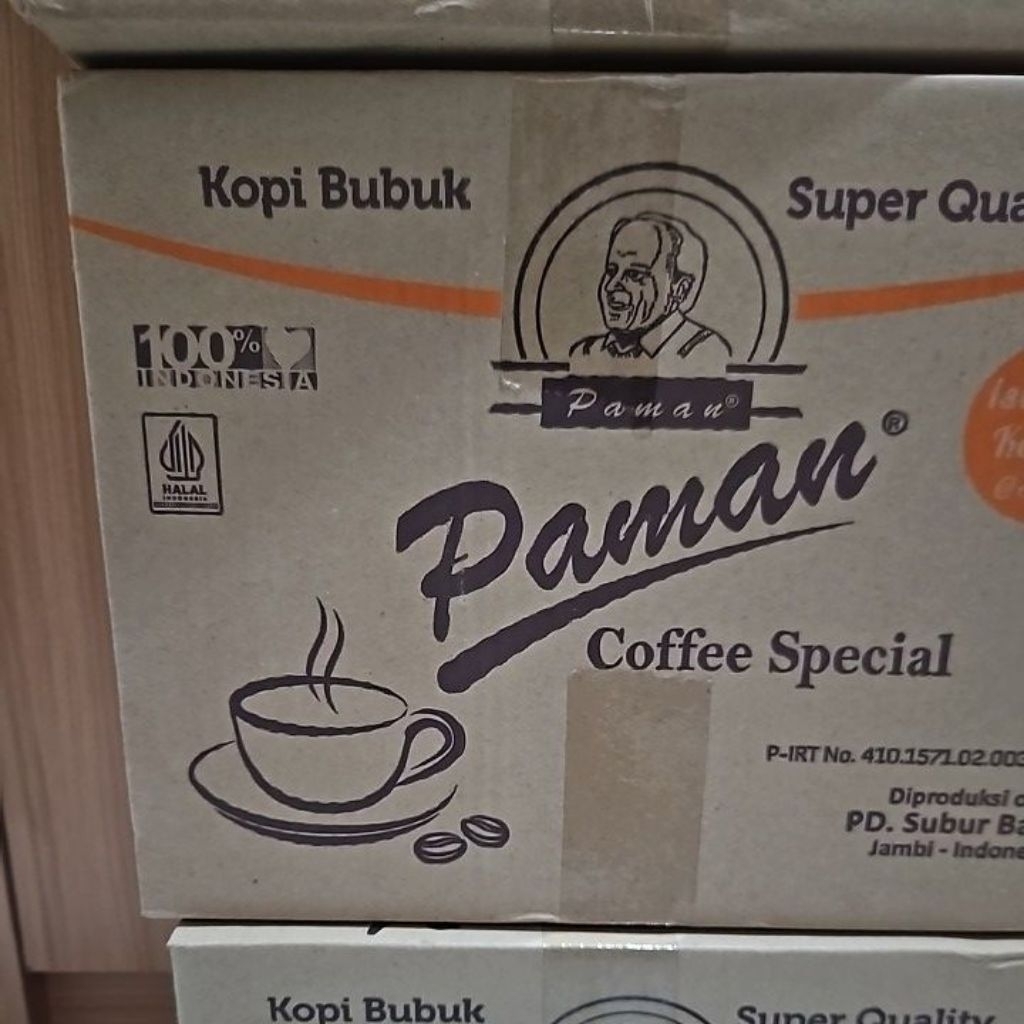 Kopi Bubuk
Super Qua
100%
INDONESIA
HALAL
INDONESIA
Paman®
Paman®
Coffee Special
P-IRT No. 410.1571.02.003
Diproduksi o
PD. Subur Ba
Jambi - Indone
Kopi Bubuk
Super Quality